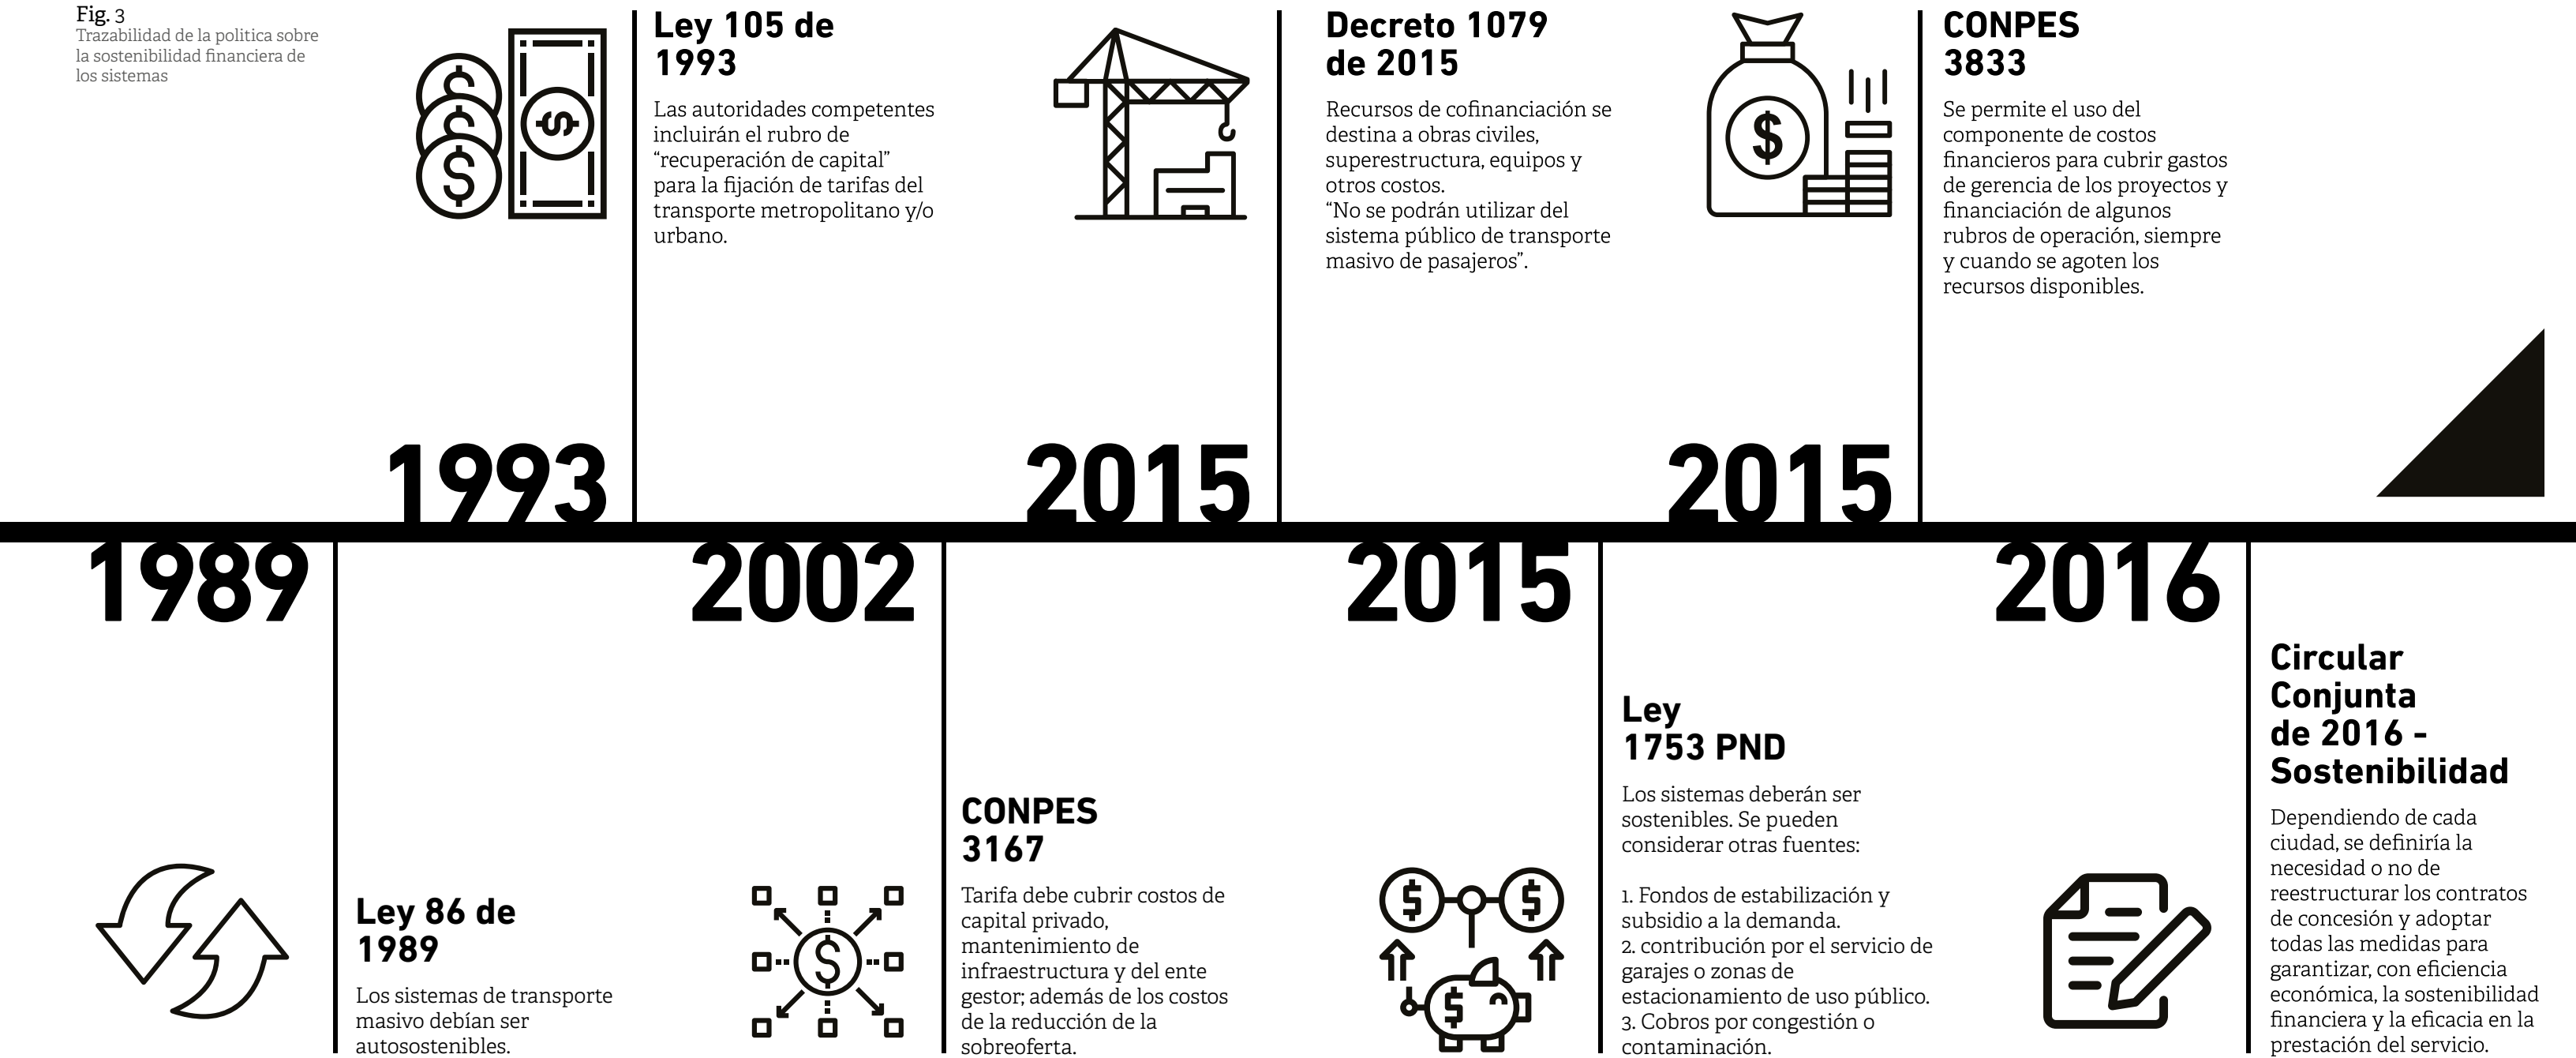 Fig. 3
Trazabilidad de la politica sobre
la sostenibilidad financiera de
los sistemas
1993
Ley 105 de
1993
Las autoridades competentes
incluirán el rubro de
“recuperación de capital”
para la fijación de tarifas del
transporte metropolitano y/o
urbano.
2015
Decreto 1079
de 2015
Recursos de cofinanciación se
destina a obras civiles,
superestructura, equipos y
otros costos.
“No se podrán utilizar del
sistema público de transporte
masivo de pasajeros”.
2015
CONPES
3833
Se permite el uso del
componente de costos
financieros para cubrir gastos
de gerencia de los proyectos y
financiación de algunos
rubros de operación, siempre
y cuando se agoten los
recursos disponibles.
1989
Ley 86 de
1989
Los sistemas de transporte
masivo debían ser
autosostenibles.
2002
CONPES
3167
Tarifa debe cubrir costos de
capital privado,
mantenimiento de
infraestructura y del ente
gestor; además de los costos
de la reducción de la
sobreoferta.
2015
Ley
1753 PND
Los sistemas deberán ser
sostenibles. Se pueden
considerar otras fuentes:
1. Fondos de estabilización y
subsidio a la demanda.
2. contribución por el servicio de
garajes o zonas de
estacionamiento de uso público.
3. Cobros por congestión o
contaminación.
2016
Circular
Conjunta
de 2016 -
Sostenibilidad
Dependiendo de cada
ciudad, se definiría la
necesidad o no de
reestructurar los contratos
de concesión y adoptar
todas las medidas para
garantizar, con eficiencia
económica, la sostenibilidad
financiera y la eficacia en la
prestación del servicio.